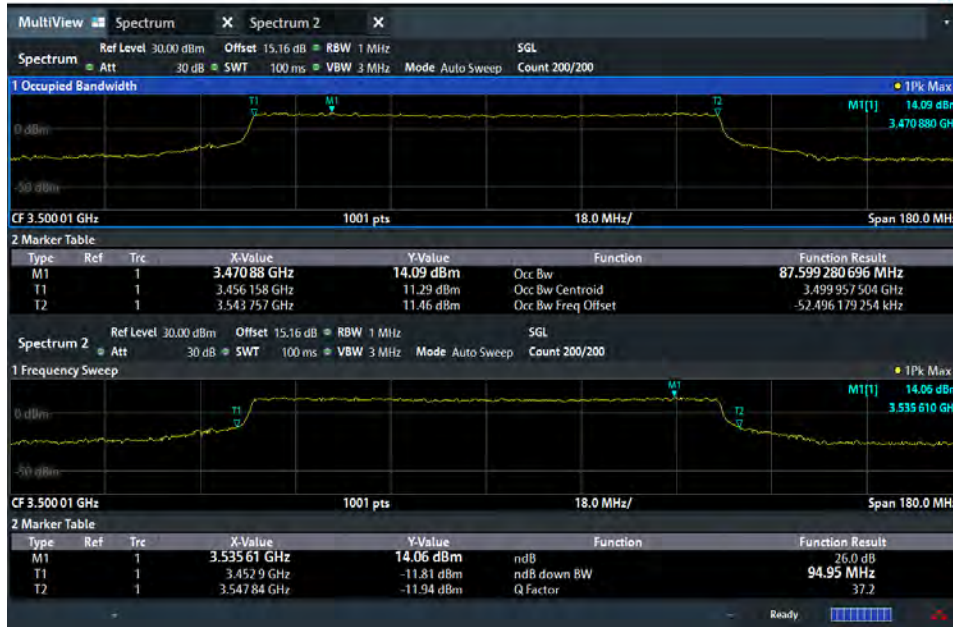 MultiView Spectrum X Spectrum 2 X
Spectrum Ref Level 30.00 dBm Offset 15.16 dB RBW 1 MHz SGL
Att 30 dB SWT 100 ms VBW 3 MHz Mode Auto Sweep Count 200/200
1 Occupied Bandwidth 1Pk Max
T1 M1 T2 M1[1] 14.09 dBm
0 dBm 3.470 880 GH
-50 dBm
CF 3.500 01 GHz 1001 pts 18.0 MHz/ Span 180.0 MH
2 Marker Table
Type Ref Trc X-Value Y-Value Function Function Result
M1 1 3.470 88 GHz 14.09 dBm Occ Bw 87.599 280 696 MHz
T1 1 3.456 158 GHz 11.29 dBm Occ Bw Centroid 3.499 957 504 GHz
T2 1 3.543 757 GHz 11.46 dBm Occ Bw Freq Offset -52.496 179 254 kHz
Spectrum 2 Ref Level 30.00 dBm Offset 15.16 dB RBW 1 MHz SGL
Att 30 dB SWT 100 ms VBW 3 MHz Mode Auto Sweep Count 200/200
1 Frequency Sweep 1Pk Max
M1 M1[1] 14.06 dBm
0 dBm T1 T2 3.535 610 GH
-50 dBm
CF 3.500 01 GHz 1001 pts 18.0 MHz/ Span 180.0 MH
2 Marker Table
Type Ref Trc X-Value Y-Value Function Function Result
M1 1 3.535 61 GHz 14.06 dBm ndB 26.0 dB
T1 1 3.452 9 GHz -11.81 dBm ndB down BW 94.95 MHz
T2 1 3.547 84 GHz -11.94 dBm Q Factor 37.2
Ready